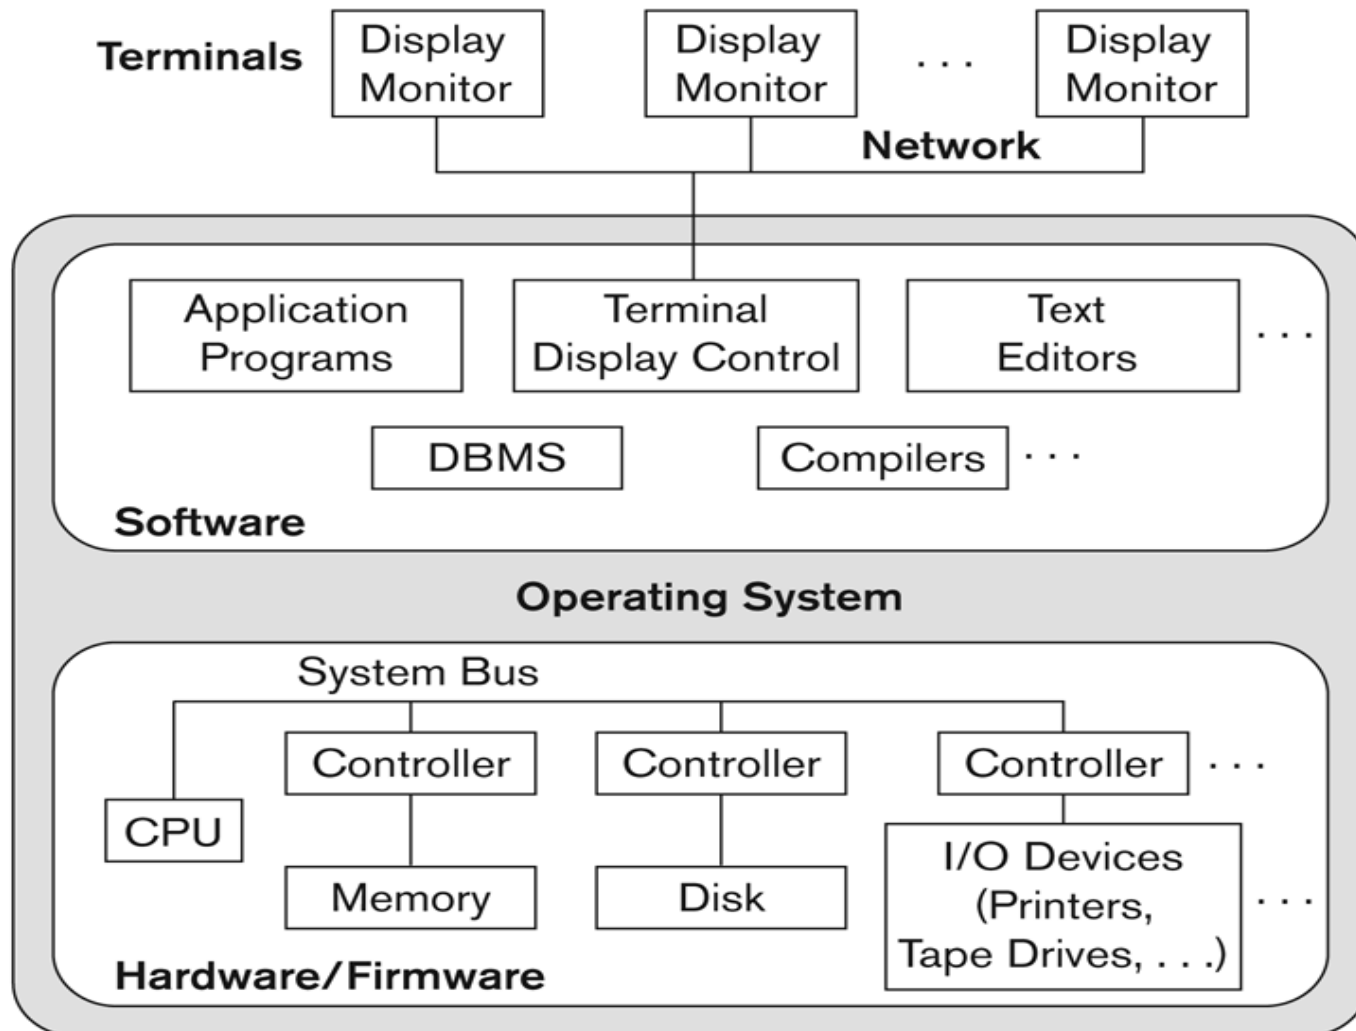 Terminals
Display
Monitor
Display
Monitor
. . .
Display
Monitor
Network
Application
Programs
Terminal
Display Control
Text
Editors
. . .
DBMS
Compilers
. . .
Software
Operating System
System Bus
Controller
Controller
Controller
. . .
CPU
Memory
Disk
I/O Devices
(Printers,
Tape Drives, . . .)
. . .
Hardware/Firmware